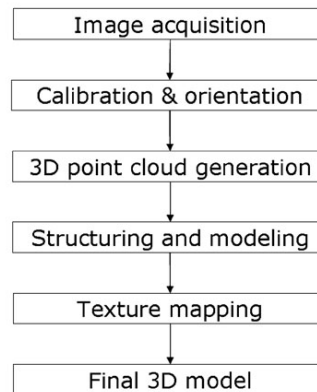 Image acquisition
Calibration & orientation
3D point cloud generation
Structuring and modeling
Texture mapping
Final 3D model